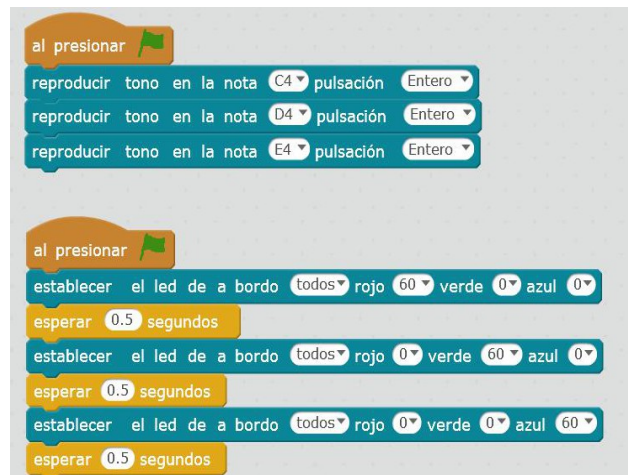 al presionar
reproducir tono en la nota C4 pulsación Entero
reproducir tono en la nota D4 pulsación Entero
reproducir tono en la nota E4 pulsación Entero
al presionar
establecer el led de a bordo todos rojo 60 verde 0 azul 0
esperar 0.5 segundos
establecer el led de a bordo todos rojo 0 verde 60 azul 0
esperar 0.5 segundos
establecer el led de a bordo todos rojo 0 verde 0 azul 60
esperar 0.5 segundos